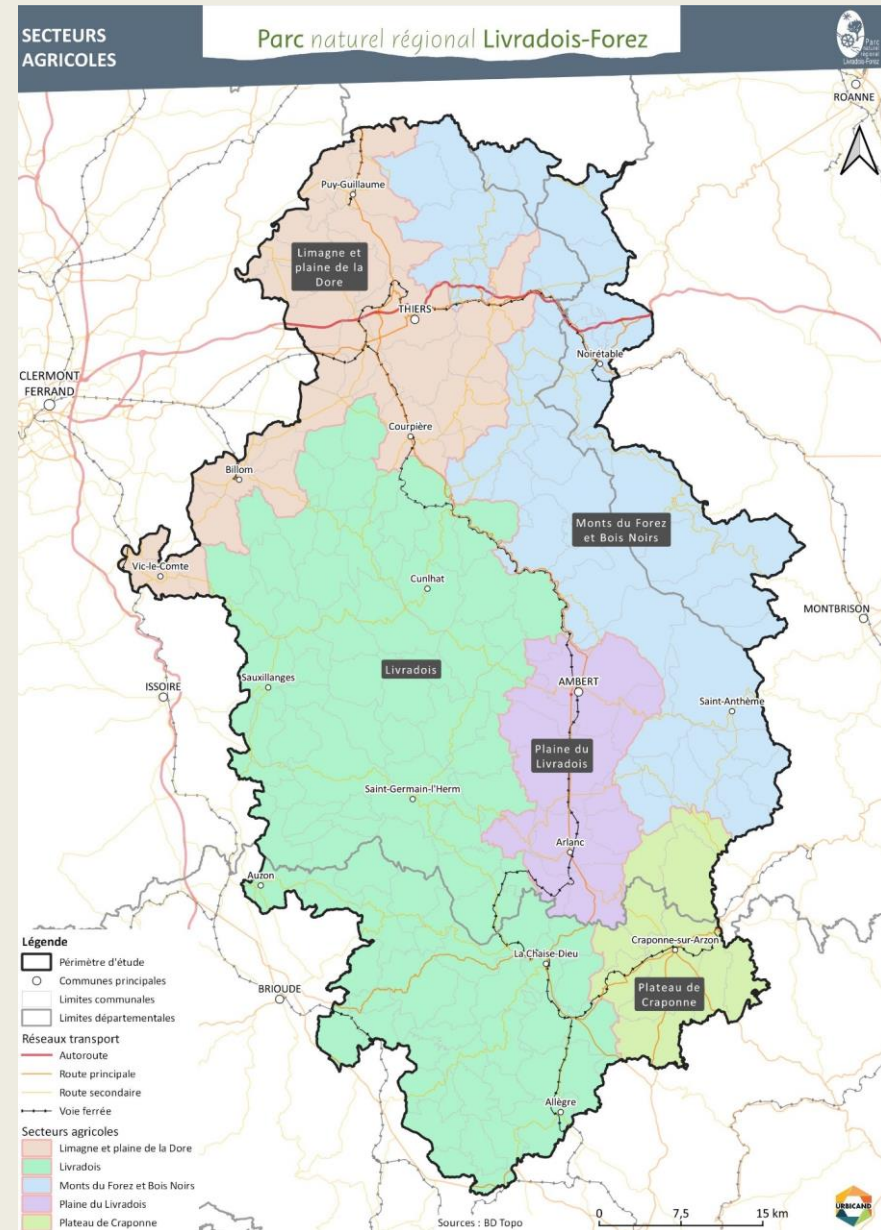 SECTEURS
AGRICOLES
Parc naturel régional Livradois-Forez
Parc
naturel
régional
Livradois-Forez
ROANNE
Puy-Guillaume
Limagne et
plaine de la
Dore
THIERS
Noirétable
CLERMONT
FERRAND
Courpière
Billom
Monts du Forez
et Bois Noirs
Vic-le-Comte
Cunlhat
MONTBRISON
Livradois
Sauxillanges
AMBERT
ISSOIRE
Saint-Anthème
Plaine du
Livradois
Saint-Germain-l'Herm
Arlanc
Auzon
Craponne-sur-Arzon
La Chaise-Dieu
BRIOUDE
Plateau de
Craponne
Allègre
Légende
Périmètre d'étude
Communes principales
Limites communales
Limites départementales
Réseaux transport
Autoroute
Route principale
Route secondaire
Voie ferrée
Secteurs agricoles
Limagne et plaine de la Dore
Livradois
Monts du Forez et Bois Noirs
Plaine du Livradois
Plateau de Craponne
Sources : BD Topo
0 7,5 15 km
URBICAND